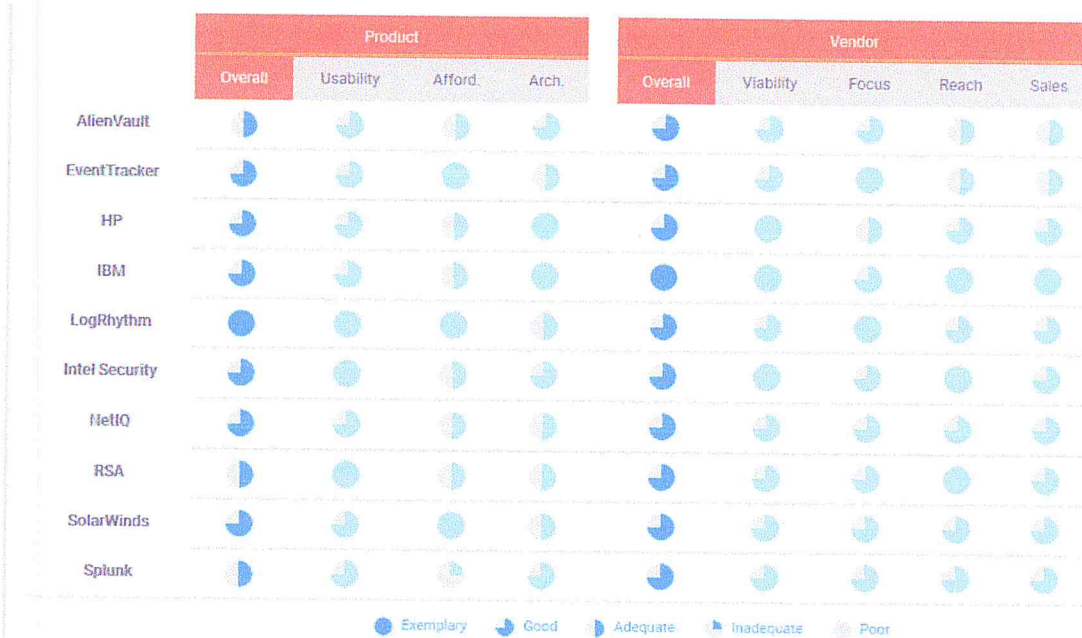 Product Vendor
Overall Usability Afford. Arch. Overall Viability Focus Reach Sales
AlienVault
EventTracker
HP
IBM
LogRhythm
Intel Security
NetIQ
RSA
SolarWinds
Splunk
Exemplary Good Adequate Inadequate Poor